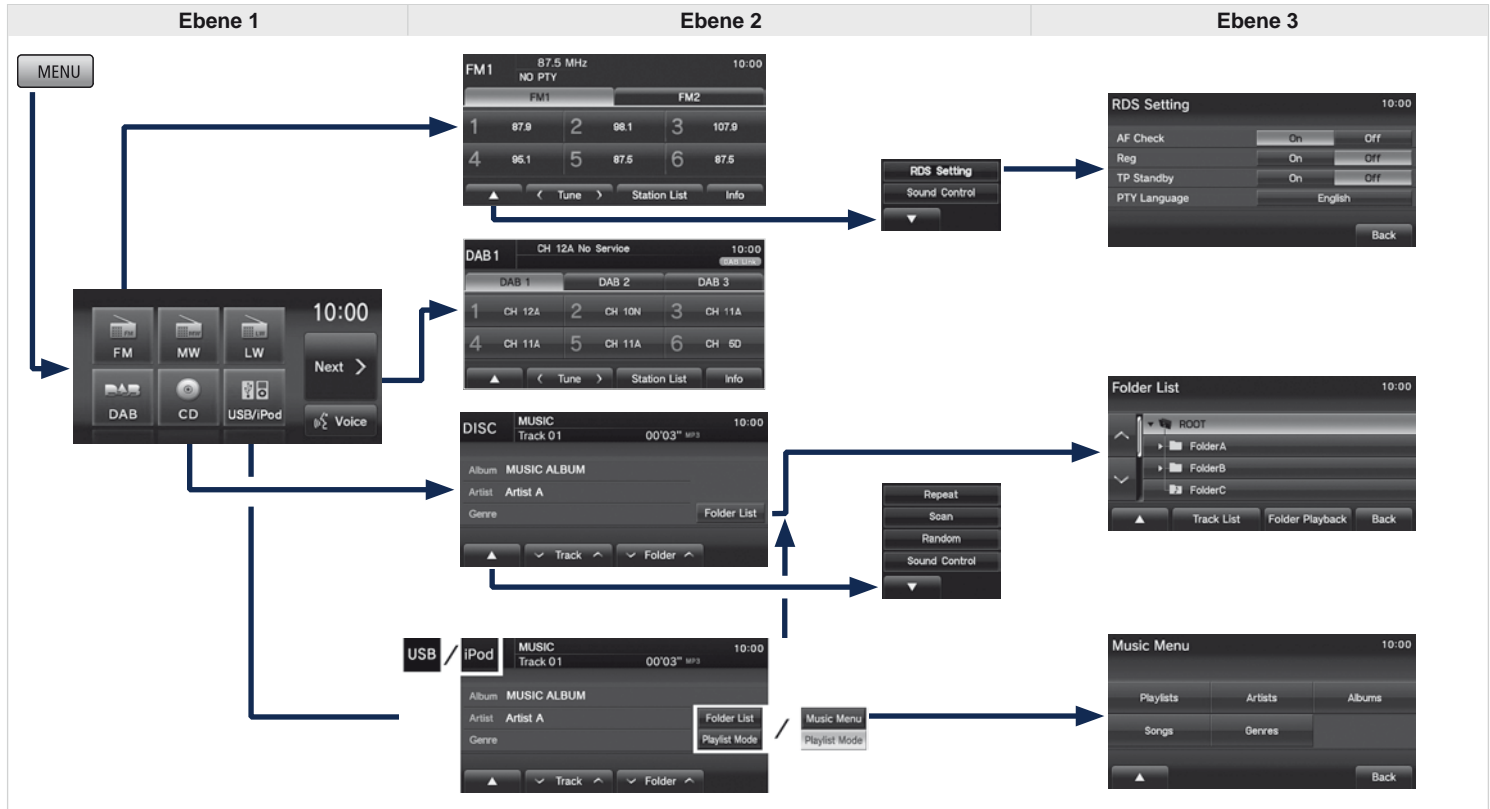 Ebene 1 Ebene 2 Ebene 3
MENU
FM1 87.5 MHz 10:00
NO PTY
FM1 FM2
1 87.9 2 98.1 3 107.9
4 95.1 5 87.5 6 87.5
▲ < Tune > Station List Info
RDS Setting
Sound Control
▼
RDS Setting 10:00
AF Check On Off
Reg On Off
TP Standby On Off
PTY Language English
Back
DAB 1 CH 12A No Service 10:00
DAB Link
DAB 1 DAB 2 DAB 3
1 CH 12A 2 CH 10N 3 CH 11A
4 CH 11A 5 CH 11A 6 CH 5D
▲ < Tune > Station List Info
10:00
FM MW LW
Next >
DAB CD USB/iPod
Voice
DISC MUSIC 10:00
Track 01 00'03" MP3
Album MUSIC ALBUM
Artist Artist A
Genre Folder List
▲ Track Folder
Repeat
Scan
Random
Sound Control
▼
Folder List 10:00
ROOT
FolderA
FolderB
FolderC
▲ Track List Folder Playback Back
USB / iPod MUSIC 10:00
Track 01 00'03" MP3
Album MUSIC ALBUM
Artist Artist A
Genre
Folder List / Music Menu
Playlist Mode Playlist Mode
▲ Track Folder
Music Menu 10:00
Playlists Artists Albums
Songs Genres
▲ Back